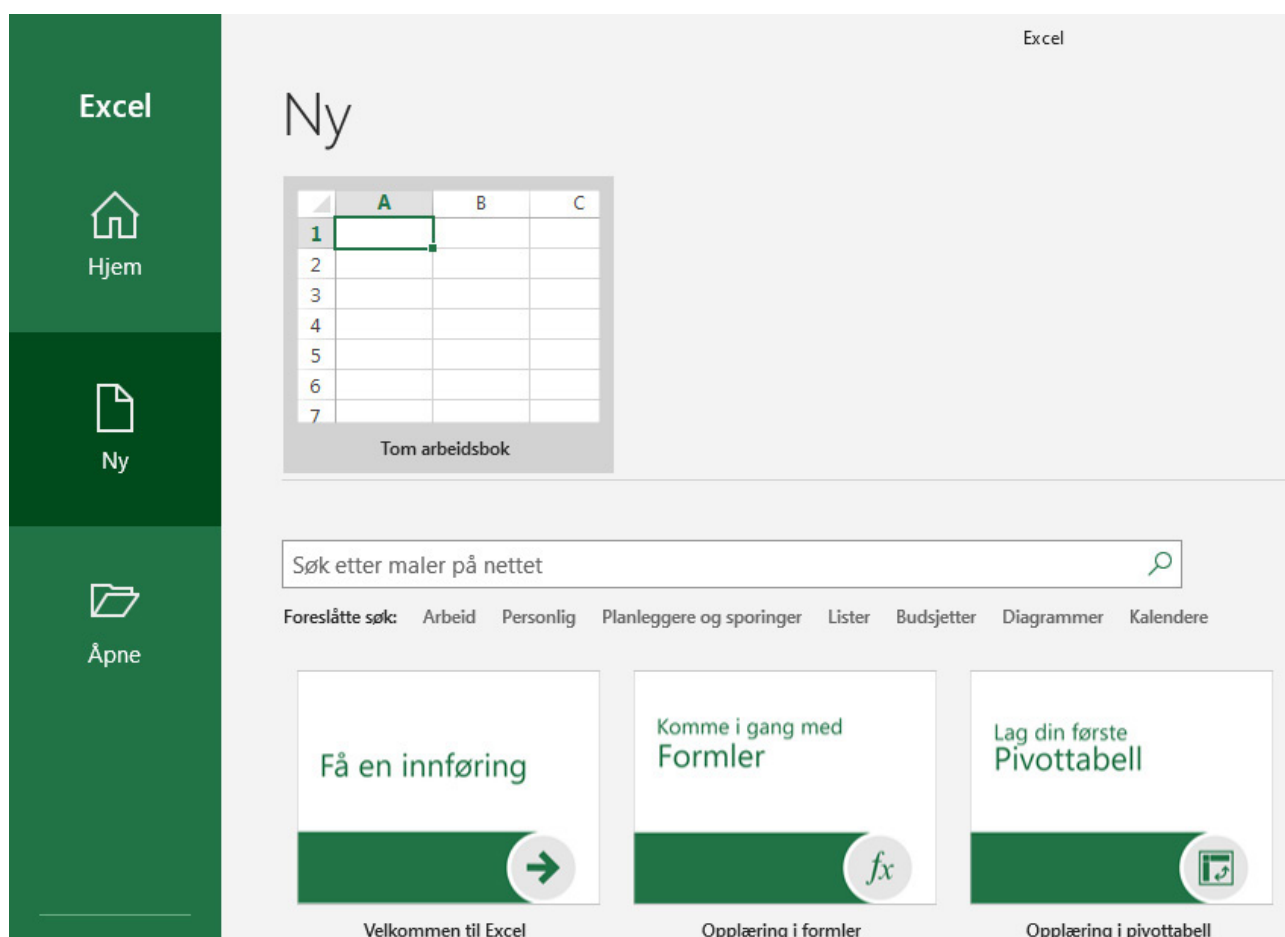 Excel
Excel
Hjem
Ny
Åpne
Ny
A B C
1
2
3
4
5
6
7
Tom arbeidsbok
Søk etter maler på nettet
Foreslåtte søk: Arbeid Personlig Planleggere og sporinger Lister Budsjetter Diagrammer Kalendere
Få en innføring
Velkommen til Excel
Komme i gang med
Formler
fx
Opplæring i formler
Lag din første
Pivottabell
Opplæring i pivottabell